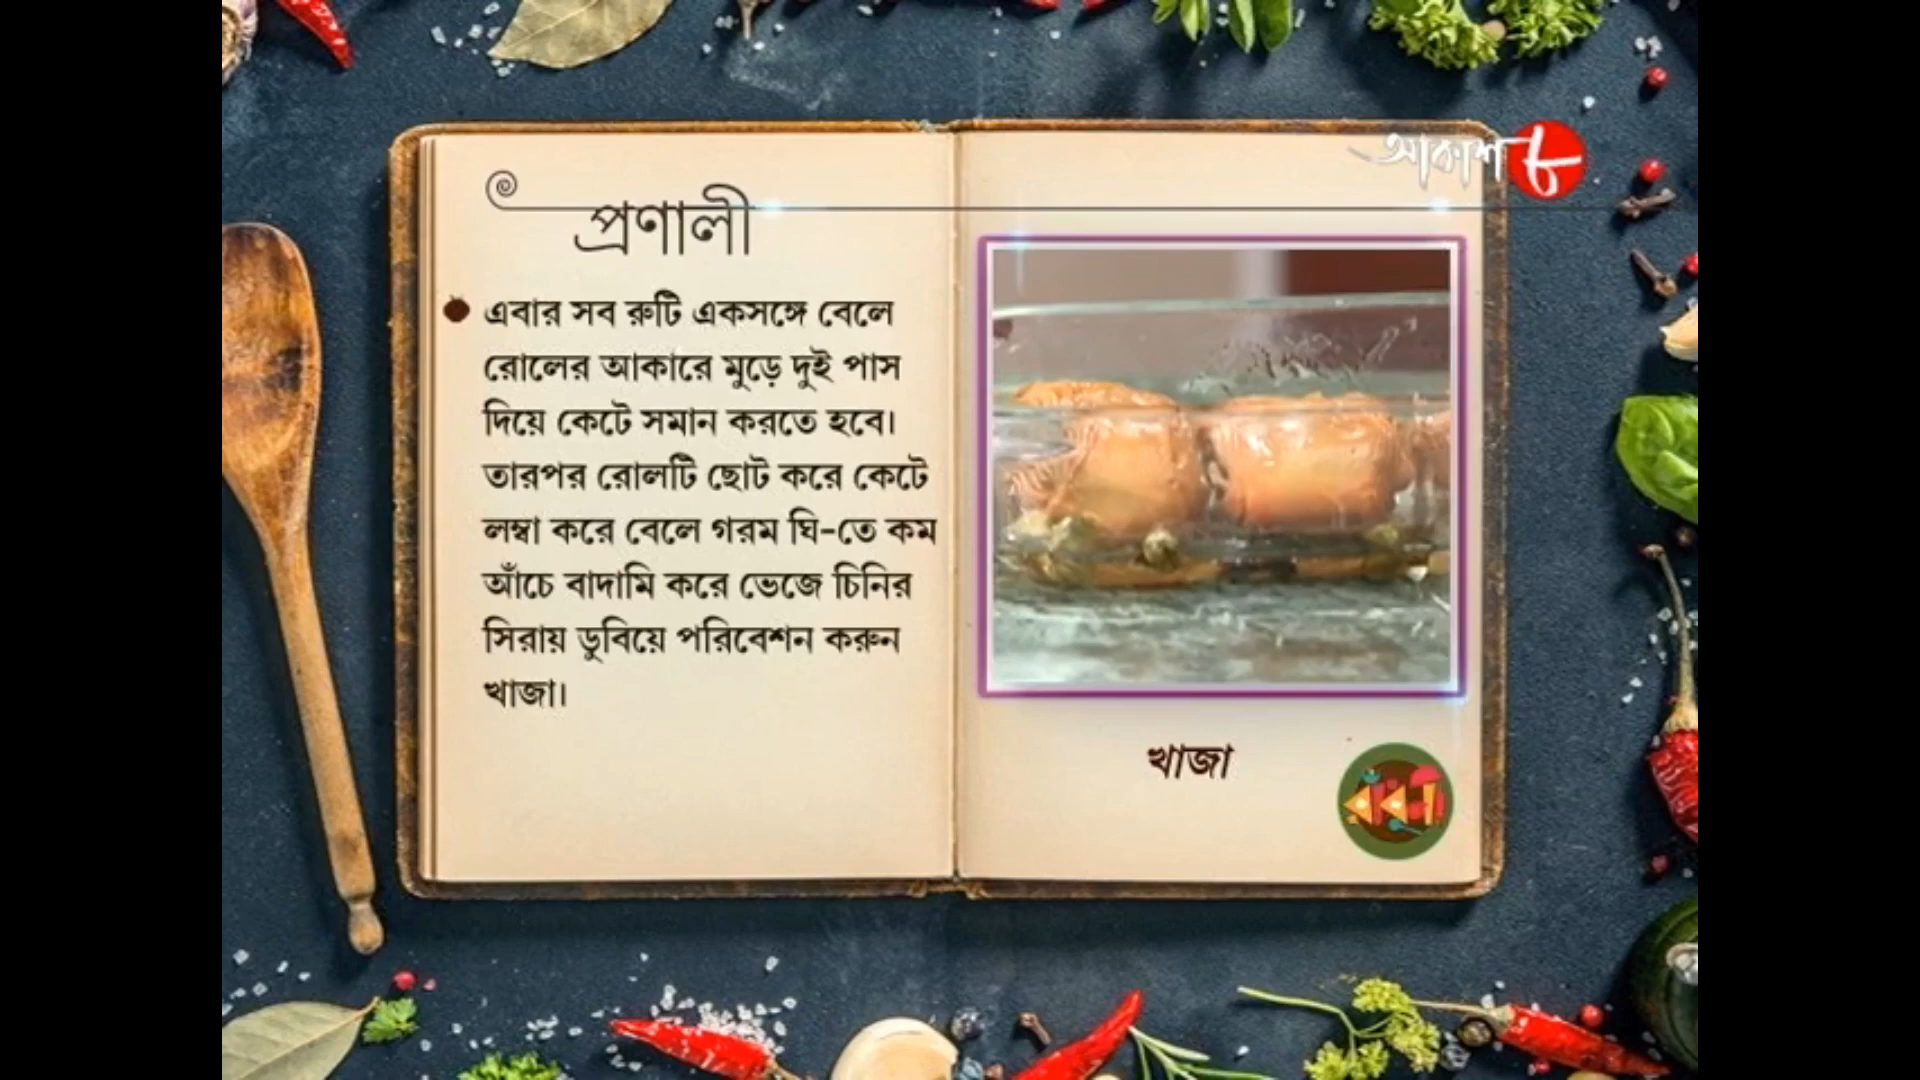 আকাশ ৮
প্রণালী
এবার সব রুটি একসঙ্গে বেলে
রোলের আকারে মুড়ে দুই পাস
দিয়ে কেটে সমান করতে হবে।
তারপর রোলটি ছোট করে কেটে
লম্বা করে বেলে গরম ঘি-তে কম
আঁচে বাদামি করে ভেজে চিনির
সিরায় ডুবিয়ে পরিবেশন করুন
খাজা।
খাজা